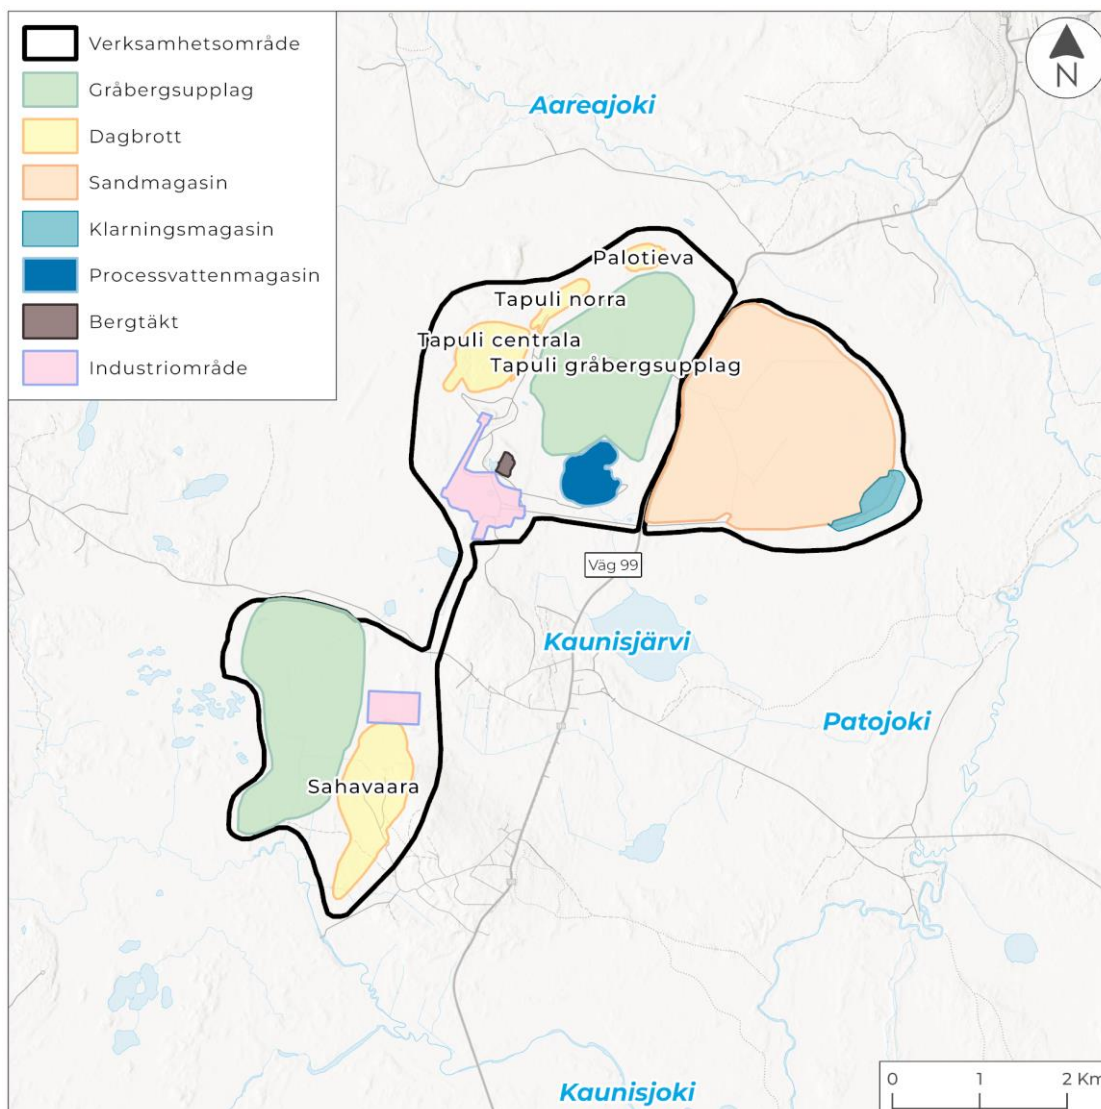 Verksamhetsområde
Gråbergsupplag
Dagbrott
Sandmagasin
Klarningsmagasin
Processvattenmagasin
Bergtäkt
Industriområde
N
Aareajoki
Palotieva
Tapuli norra
Tapuli centrala
Tapuli gråbergsupplag
Väg 99
Kaunisjärvi
Patojoki
Sahavaara
Kaunisjoki
0 1 2 Km